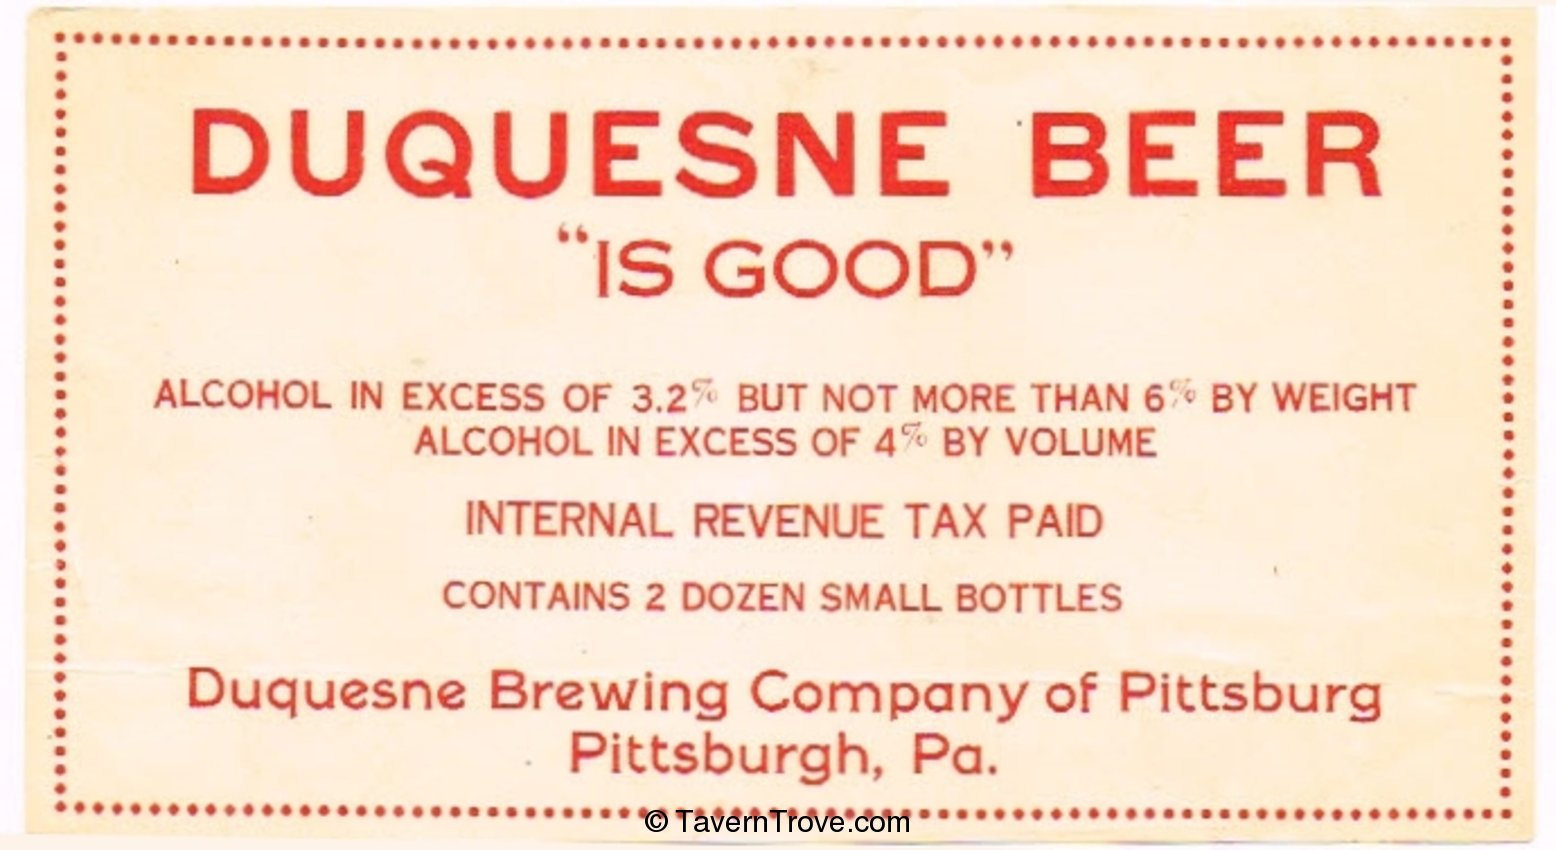 DUQUESNE BEER
“IS GOOD”
ALCOHOL IN EXCESS OF 3.2% BUT NOT MORE THAN 6% BY WEIGHT
ALCOHOL IN EXCESS OF 4% BY VOLUME
INTERNAL REVENUE TAX PAID
CONTAINS 2 DOZEN SMALL BOTTLES
Duquesne Brewing Company of Pittsburg
Pittsburgh, Pa.
© TavernTrove.com